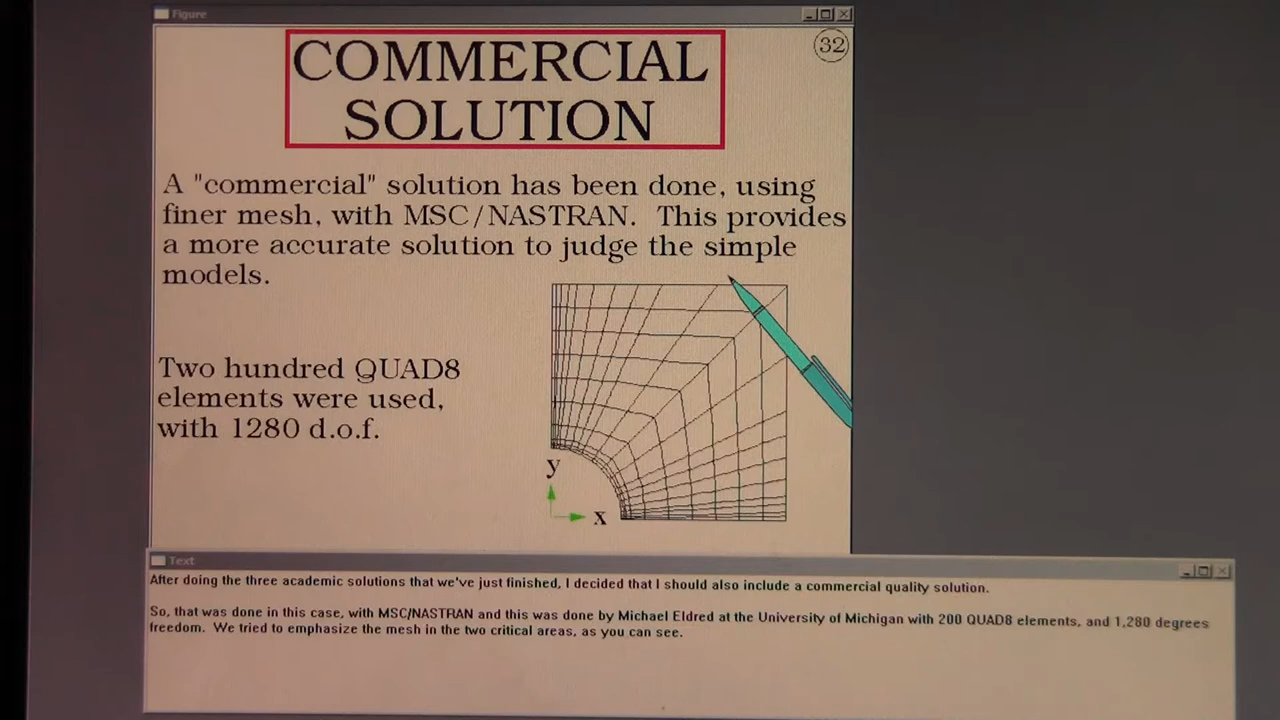 Figure
32
COMMERCIAL
SOLUTION
A "commercial" solution has been done, using
finer mesh, with MSC/NASTRAN. This provides
a more accurate solution to judge the simple
models.
Two hundred QUAD8
elements were used,
with 1280 d.o.f.
y
x
Text
After doing the three academic solutions that we've just finished, I decided that I should also include a commercial quality solution.
So, that was done in this case, with MSC/NASTRAN and this was done by Michael Eldred at the University of Michigan with 200 QUAD8 elements, and 1,280 degrees
freedom. We tried to emphasize the mesh in the two critical areas, as you can see.